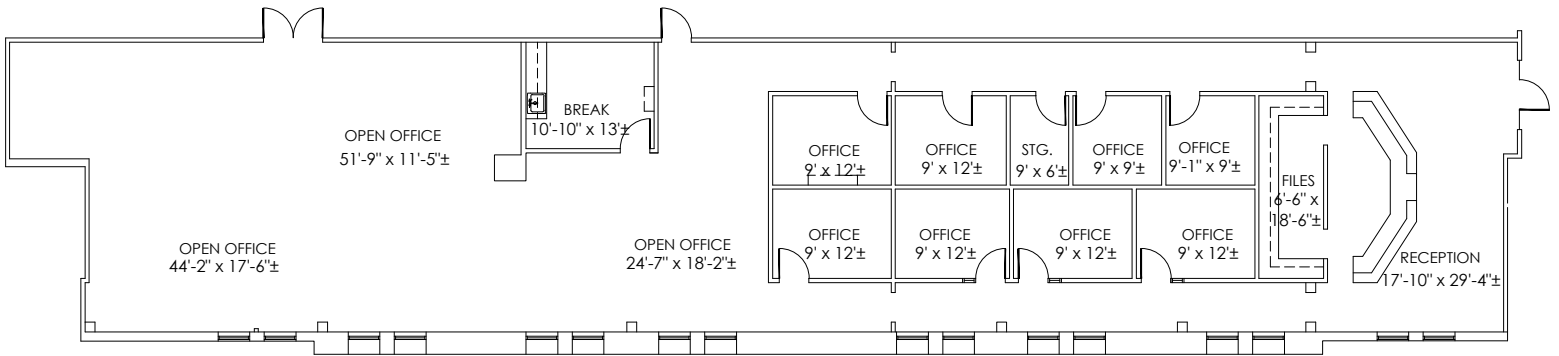 BREAK
10'-10" x 13'±
OPEN OFFICE
51'-9" x 11'-5"±
OFFICE
9' x 12'±
OFFICE
9' x 12'±
STG.
9' x 6'±
OFFICE
9' x 9'±
OFFICE
9'-1" x 9'±
FILES
6'-6" x
18'-6"±
OPEN OFFICE
44'-2" x 17'-6"±
OPEN OFFICE
24'-7" x 18'-2"±
OFFICE
9' x 12'±
OFFICE
9' x 12'±
OFFICE
9' x 12'±
OFFICE
9' x 12'±
RECEPTION
17'-10" x 29'-4"±